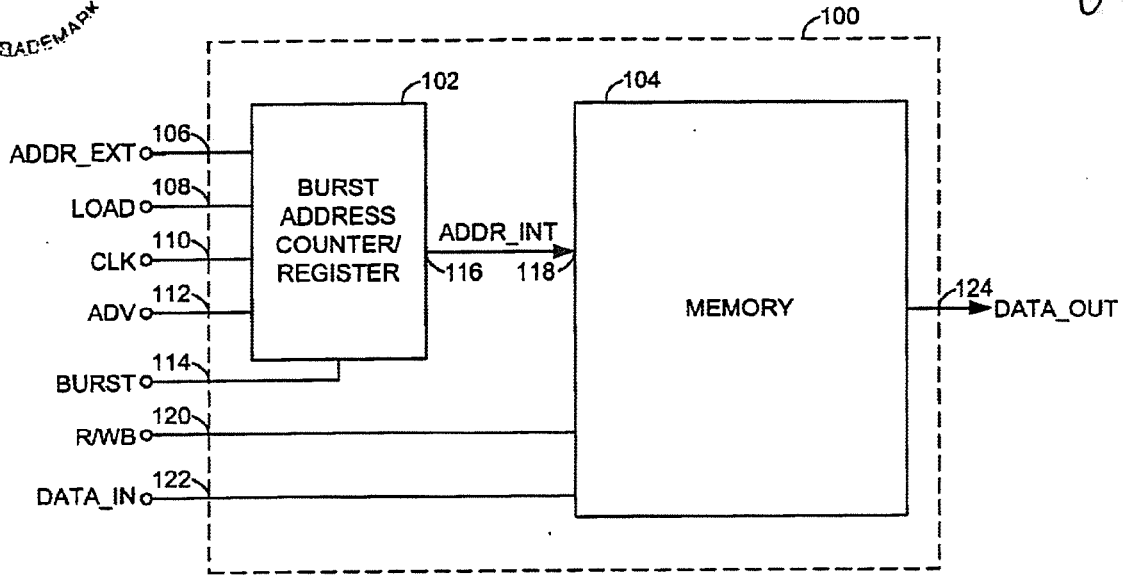 100
102
104
106
ADDR_EXT
108
LOAD
110
CLK
112
ADV
114
BURST
120
R/WB
122
DATA_IN
BURST
ADDRESS
COUNTER/
REGISTER
ADDR_INT
116
118
MEMORY
124
DATA_OUT